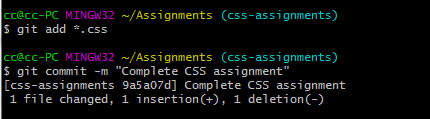 cc@cc-PC MINGW32 ~/Assignments (css-assignments)
$ git add *.css

cc@cc-PC MINGW32 ~/Assignments (css-assignments)
$ git commit -m "Complete CSS assignment"
[css-assignments 9a5a07d] Complete CSS assignment
 1 file changed, 1 insertion(+), 1 deletion(-)